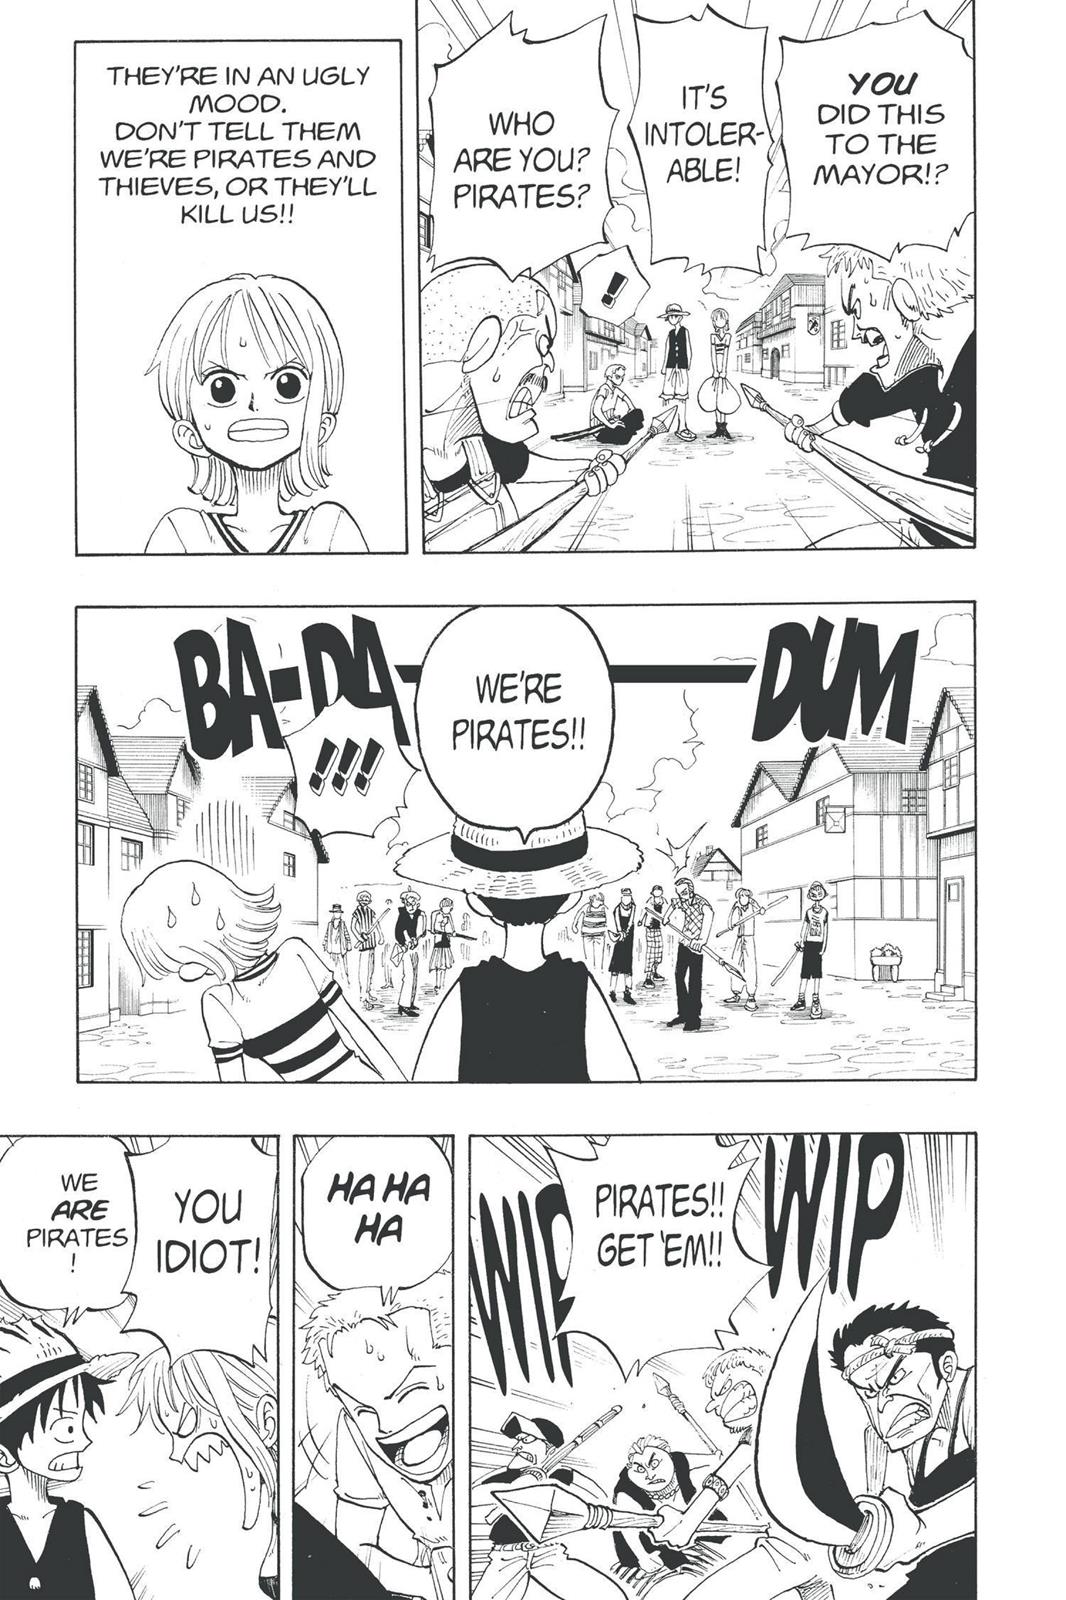 YOU
DID THIS
TO THE
MAYOR!?
IT'S
INTOLER-
ABLE!
WHO
ARE YOU?
PIRATES?
!
THEY'RE IN AN UGLY
MOOD.
DON'T TELL THEM
WE'RE PIRATES AND
THIEVES, OR THEY'LL
KILL US!!
BA-DA DUM
WE'RE
PIRATES!!
!!!
WIP
PIRATES!!
GET 'EM!!
WIP
HA HA
HA
YOU
IDIOT!
WE
ARE
PIRATES
!